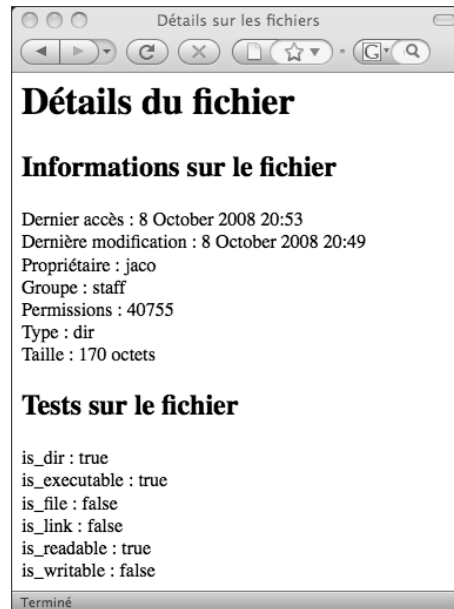 Détails sur les fichiers
G
Détails du fichier
Informations sur le fichier
Dernier accès : 8 October 2008 20:53
Dernière modification : 8 October 2008 20:49
Propriétaire : jaco
Groupe : staff
Permissions : 40755
Type : dir
Taille : 170 octets
Tests sur le fichier
is_dir : true
is_executable : true
is_file : false
is_link : false
is_readable : true
is_writable : false
Terminé